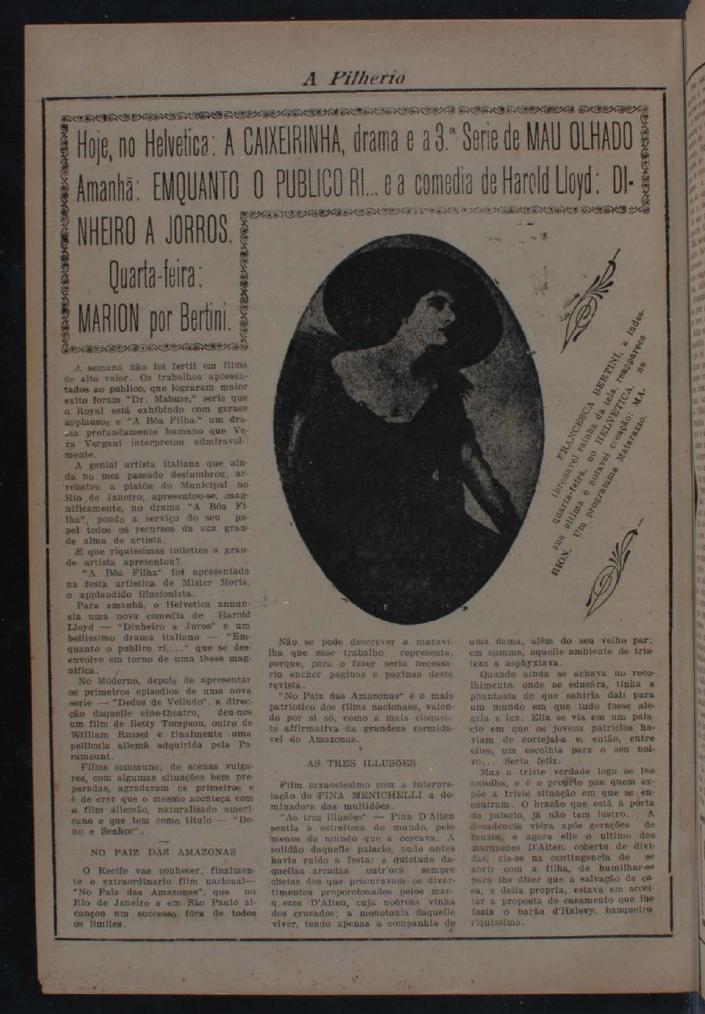 A Pilheria
Hoje, no Helvetica: A CAIXEIRINHA, drama e a 3.ª Serie de MAU OLHADO
Amanhã: EMQUANTO O PUBLICO RI... e a comedia de Harold Lloyd: DI-
NHEIRO A JORROS.
Quarta-feira:
MARION por Bertini.
A semana não foi fertil em films
de alto valor. Os trabalhos apresen-
tados ao publico, que lograram maior
exito foram "Dr. Mabuse," serie que
o Royal está exhibindo com geraes
applausos e "A Bôa Filha," um dra-
ma profundamente humano que Ve-
ra Vergani interpretou admiravel-
mente.
A genial artista italiana que ain-
da no mez passado deslumbrou, ar-
rebatou a platéa do Municipal no
Rio de Janeiro, apresentou-se, mag-
nificamente, no drama "A Bôa Fi-
lha", pondo a serviço do seu pa-
pel todos os recursos da sua gran-
de alma de artista.
E que riquissimas toilettes a gran-
de artista apresentou?
"A Bôa Filha" foi apresentada
na festa artistica de Mister Moris,
o applaudido illusionista.
Para amanhã, o Helvetica annun-
cia uma nova comedia de Harold
Lloyd — "Dinheiro a Juros" e um
bellissimo drama italiano — "Em-
quanto o publico ri...." que se des-
envolve em torno de uma these mag-
nifica.
No Moderno, depois de apresentar
os primeiros episodios de uma nova
serie — "Dedos de Velludo", a direc-
ção daquelle cine-theatro, deu-nos
um film de Betty Tompson, outro de
William Russel e finalmente uma
pellicula allemã adquirida pela Pa-
ramount.
Films communs; de scenas vulga-
res, com algumas situações bem pre-
paradas, agradaram os primeiros e
é de crer que o mesmo aconteça com
o film allemão, naturalisado ameri-
cano e que tem como titulo — "Do-
no e Senhor".
NO PAIZ DAS AMAZONAS
O Recife vae conhecer, finalmen-
te o extraordinario film nacional—
"No Paiz das Amazonas", que no
Rio de Janeiro e em São Paulo al-
cançou um successo fóra de todos
os limites.
FRANCESCA BERTINI, a indes-
thronavel rainha da tela, reapparece
quarta-feira, no HELVETICA, na
sua ultima e notavel creação: MA-
RION. Um programma Matarazzo.
Não se pode descrever a maravi-
lha que esse trabalho representa,
porque, para o fazer seria necessa-
rio encher paginas e paginas desta
revista.
"No Paiz das Amazonas" é o mais
patriotico dos films nacionaes, valen-
do por si só, como a mais eloquen-
te affirmativa da grandeza formida-
vel do Amazonas.
AS TRES ILLUSÕES
Film luxuosissimo com a interpre-
tação de PINA MENICHELLI a do-
minadora das multidões.
"As tres illuzões" — Pina D'Alten
sentia a estreiteza do mundo, pelo
menos do mundo que a cercava. A
solidão daquelle palacio, onde antes
havia ruido a festa: a quietude da-
quellas arcadas outr'ora sempre
cheias dos que procuravam os diver-
timentos proporcionados pelos mar-
quezes D'Alten, cuja nobreza vinha
dos cruzados; a monotonia daquelle
viver, tendo apenas a companhia de
uma dama, além do seu velho par;
em summa, aquelle ambiente de tris-
teza a asphyxiava.
Quando ainda se achava no reco-
lhimento onde se educára, tinha a
phantasia de que sahiria dali para
um mundo em que tudo fosse ale-
gria e luz. Ella se via em um pala-
cio em que os jovens patricios ha-
viam de cortejal-a e, então, entre
elles, um escolhia para o seu noi-
vo... Seria feliz.
Mas a triste verdade logo se lhe
antolha, e é o proprio pae quem ex-
põe a triste situação em que se en-
contram. O brazão que está á porta
do palacio, já não tem lustro... A
decadencia viéra após gerações de
fausto, e agora elle o ultimo dos
marquezes D'Alten, coberto de divi-
das, via-se na contingencia de se
abrir com a filha, de humilhar-se
para lhe dizer que a salvação da ca-
sa, e della propria, estava em accei-
tar a proposta de casamento que lhe
fazia o barão d'Halevy, banqueiro
riquissimo.